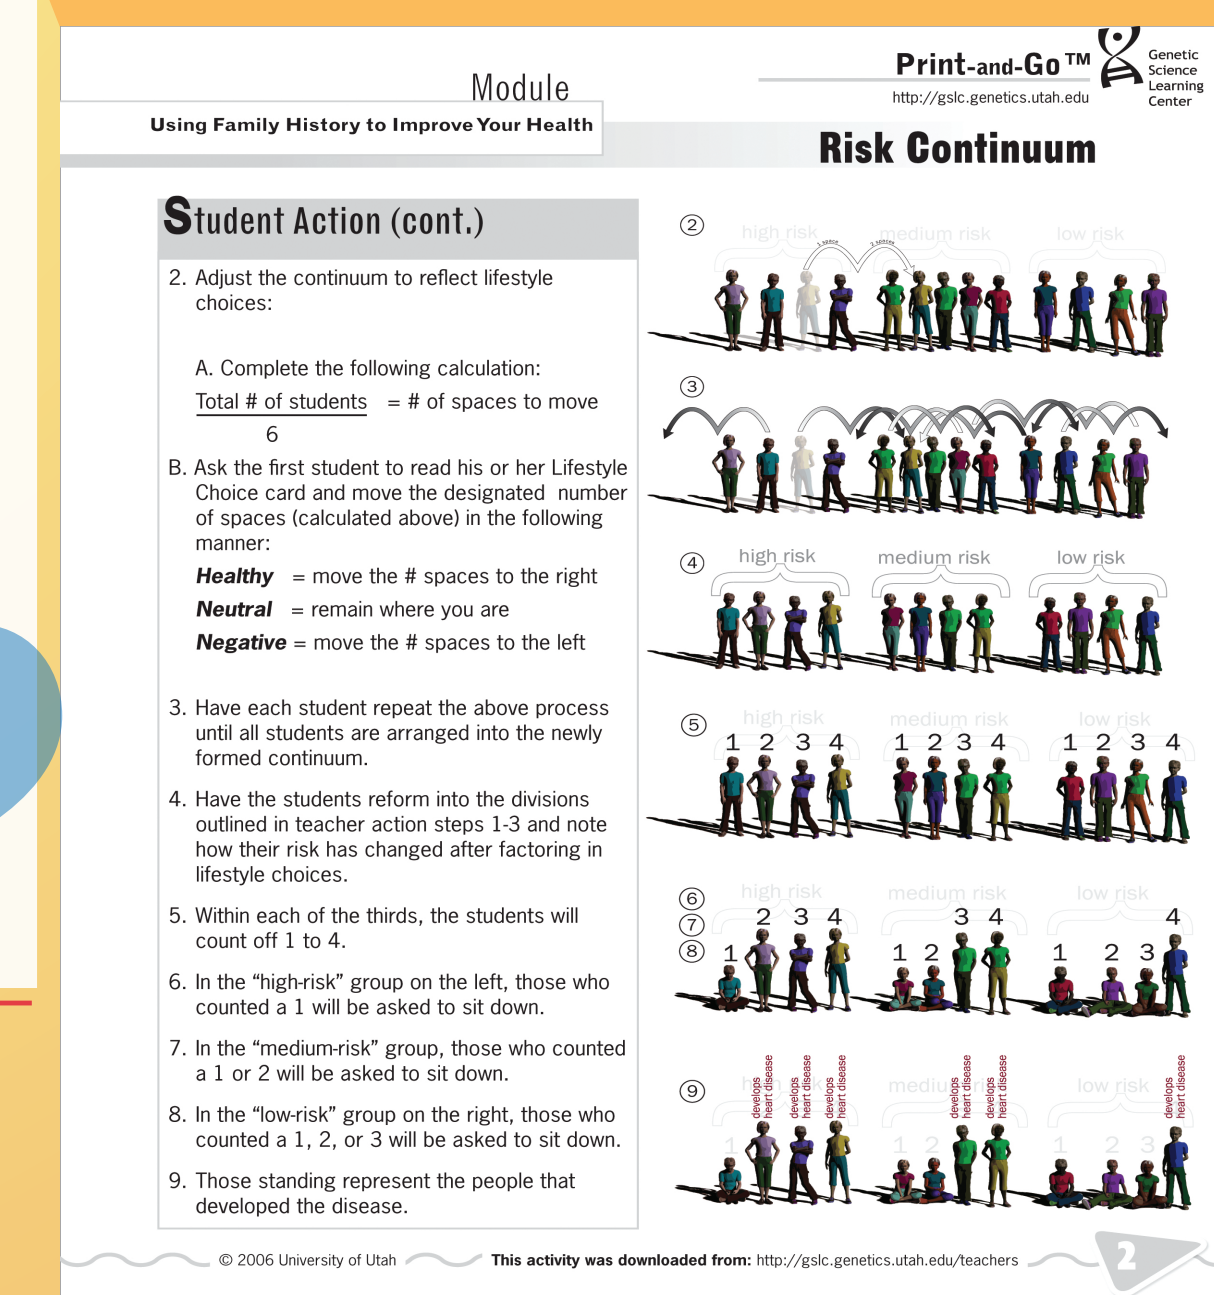 Print-and-Go™
http://gslc.genetics.utah.edu
Genetic
Science
Learning
Center
Module
Using Family History to Improve Your Health
Risk Continuum
Student Action (cont.)
2. Adjust the continuum to reflect lifestyle
choices:
A. Complete the following calculation:
Total # of students = # of spaces to move
6
B. Ask the first student to read his or her Lifestyle
Choice card and move the designated number
of spaces (calculated above) in the following
manner:
Healthy = move the # spaces to the right
Neutral = remain where you are
Negative = move the # spaces to the left
3. Have each student repeat the above process
until all students are arranged into the newly
formed continuum.
4. Have the students reform into the divisions
outlined in teacher action steps 1-3 and note
how their risk has changed after factoring in
lifestyle choices.
5. Within each of the thirds, the students will
count off 1 to 4.
6. In the “high-risk” group on the left, those who
counted a 1 will be asked to sit down.
7. In the “medium-risk” group, those who counted
a 1 or 2 will be asked to sit down.
8. In the “low-risk” group on the right, those who
counted a 1, 2, or 3 will be asked to sit down.
9. Those standing represent the people that
developed the disease.
2
high risk medium risk low risk
1 space 2 spaces
3
4
high risk medium risk low risk
5
high risk medium risk low risk
1 2 3 4 1 2 3 4 1 2 3 4
6
high risk medium risk low risk
7
2 3 4 3 4 4
8
1 1 2 1 2 3
9
high risk medium risk low risk
develops
heart disease
develops
heart disease
develops
heart disease
develops
heart disease
develops
heart disease
develops
heart disease
1 1 2 1 2 3
© 2006 University of Utah
This activity was downloaded from: http://gslc.genetics.utah.edu/teachers
2